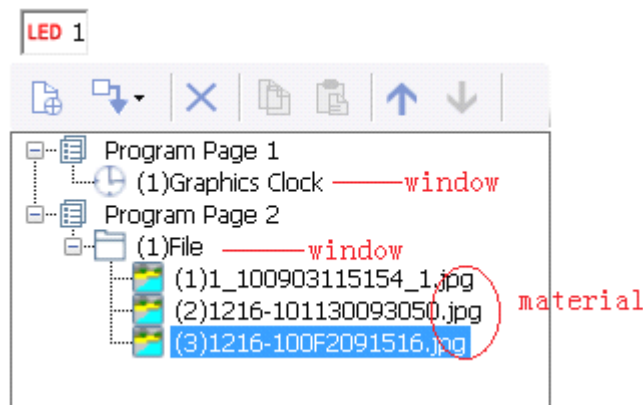 LED 1
Program Page 1
(1)Graphics Clock window
Program Page 2
(1)File window
(1)1_100903115154_1.jpg
(2)1216-101130093050.jpg
material
(3)1216-100F2091516.jpg